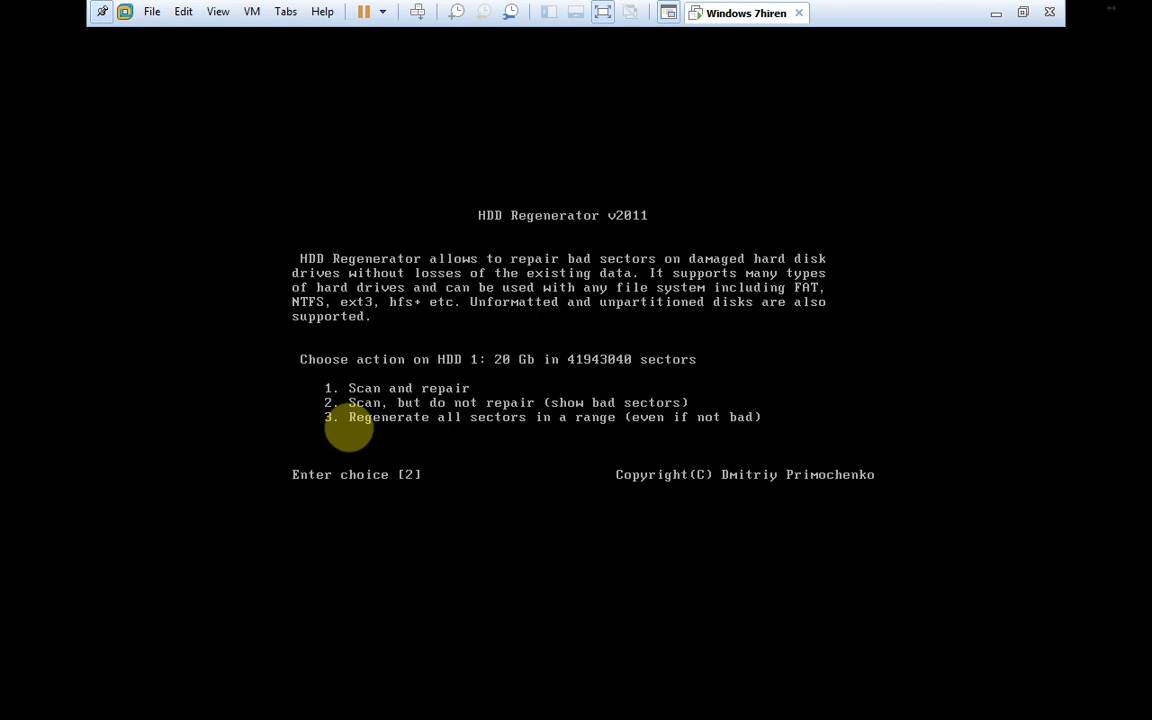 File Edit View VM Tabs Help Windows 7hiren
HDD Regenerator v2011
HDD Regenerator allows to repair bad sectors on damaged hard disk
drives without losses of the existing data. It supports many types
of hard drives and can be used with any file system including FAT,
NTFS, ext3, hfs+ etc. Unformatted and unpartitioned disks are also
supported.
Choose action on HDD 1: 20 Gb in 41943040 sectors
1. Scan and repair
2. Scan, but do not repair (show bad sectors)
3. Regenerate all sectors in a range (even if not bad)
Enter choice [2] Copyright(C) Dmitriy Primochenko